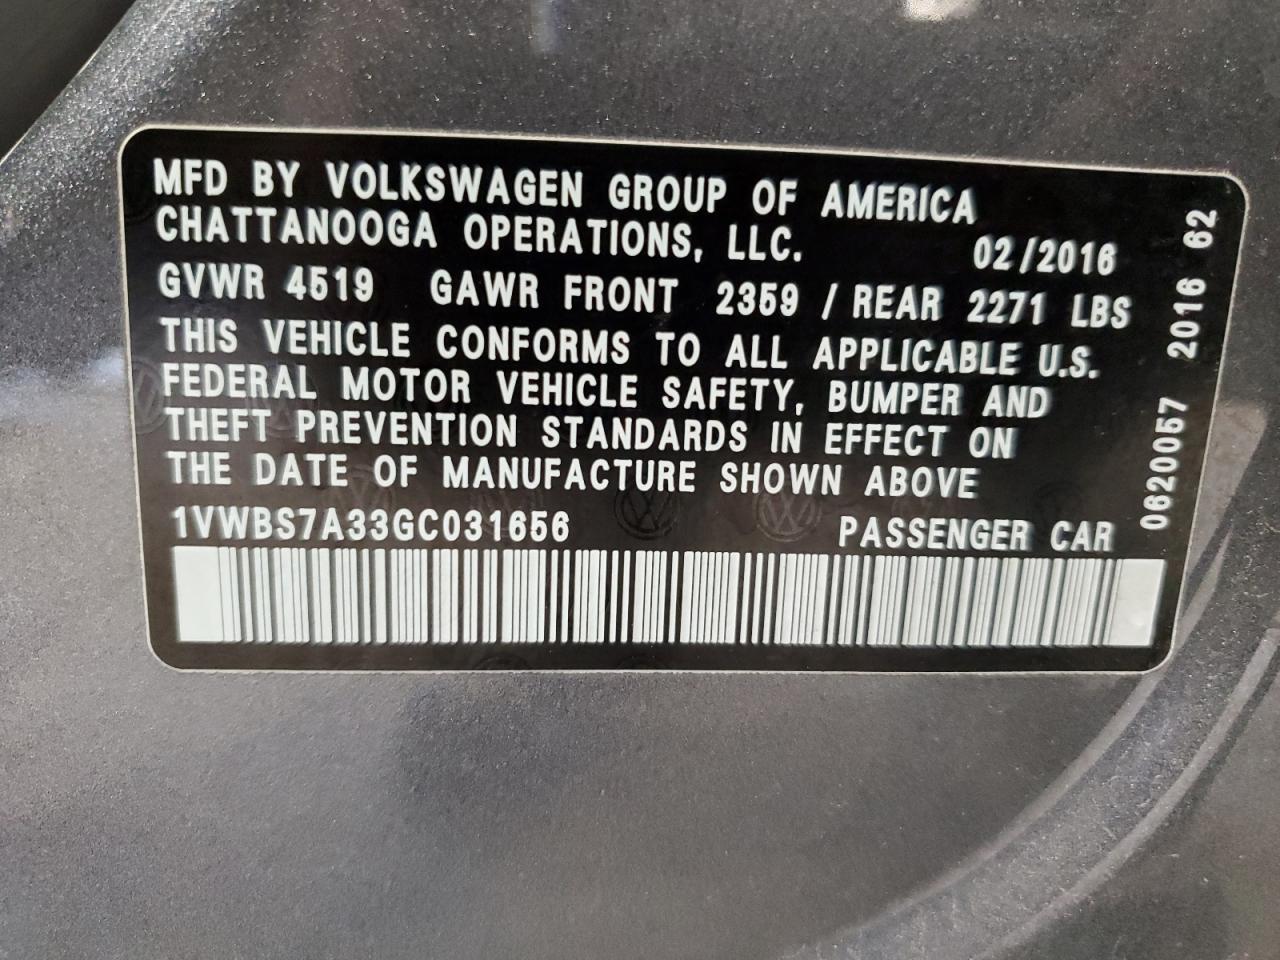 MFD BY VOLKSWAGEN GROUP OF AMERICA
CHATTANOOGA OPERATIONS, LLC. 02/2016
GVWR 4519 GAWR FRONT 2359 / REAR 2271 LBS
THIS VEHICLE CONFORMS TO ALL APPLICABLE U.S.
FEDERAL MOTOR VEHICLE SAFETY, BUMPER AND
THEFT PREVENTION STANDARDS IN EFFECT ON
THE DATE OF MANUFACTURE SHOWN ABOVE
1VWBS7A33GC031656 PASSENGER CAR
0620057 2016 62